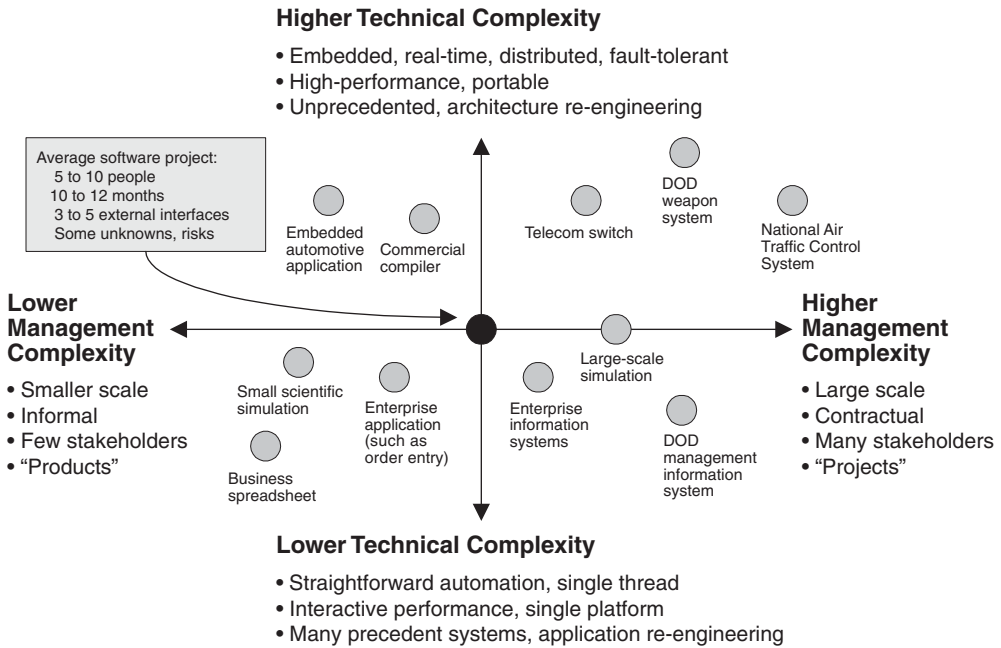 Higher Technical Complexity
• Embedded, real-time, distributed, fault-tolerant
• High-performance, portable
• Unprecedented, architecture re-engineering
Average software project:
5 to 10 people
10 to 12 months
3 to 5 external interfaces
Some unknowns, risks
Embedded
automotive
application
Commercial
compiler
Telecom switch
DOD
weapon
system
National Air
Traffic Control
System
Lower
Management
Complexity
• Smaller scale
• Informal
• Few stakeholders
• “Products”
Higher
Management
Complexity
• Large scale
• Contractual
• Many stakeholders
• “Projects”
Small scientific
simulation
Business
spreadsheet
Enterprise
application
(such as
order entry)
Enterprise
information
systems
Large-scale
simulation
DOD
management
information
system
Lower Technical Complexity
• Straightforward automation, single thread
• Interactive performance, single platform
• Many precedent systems, application re-engineering